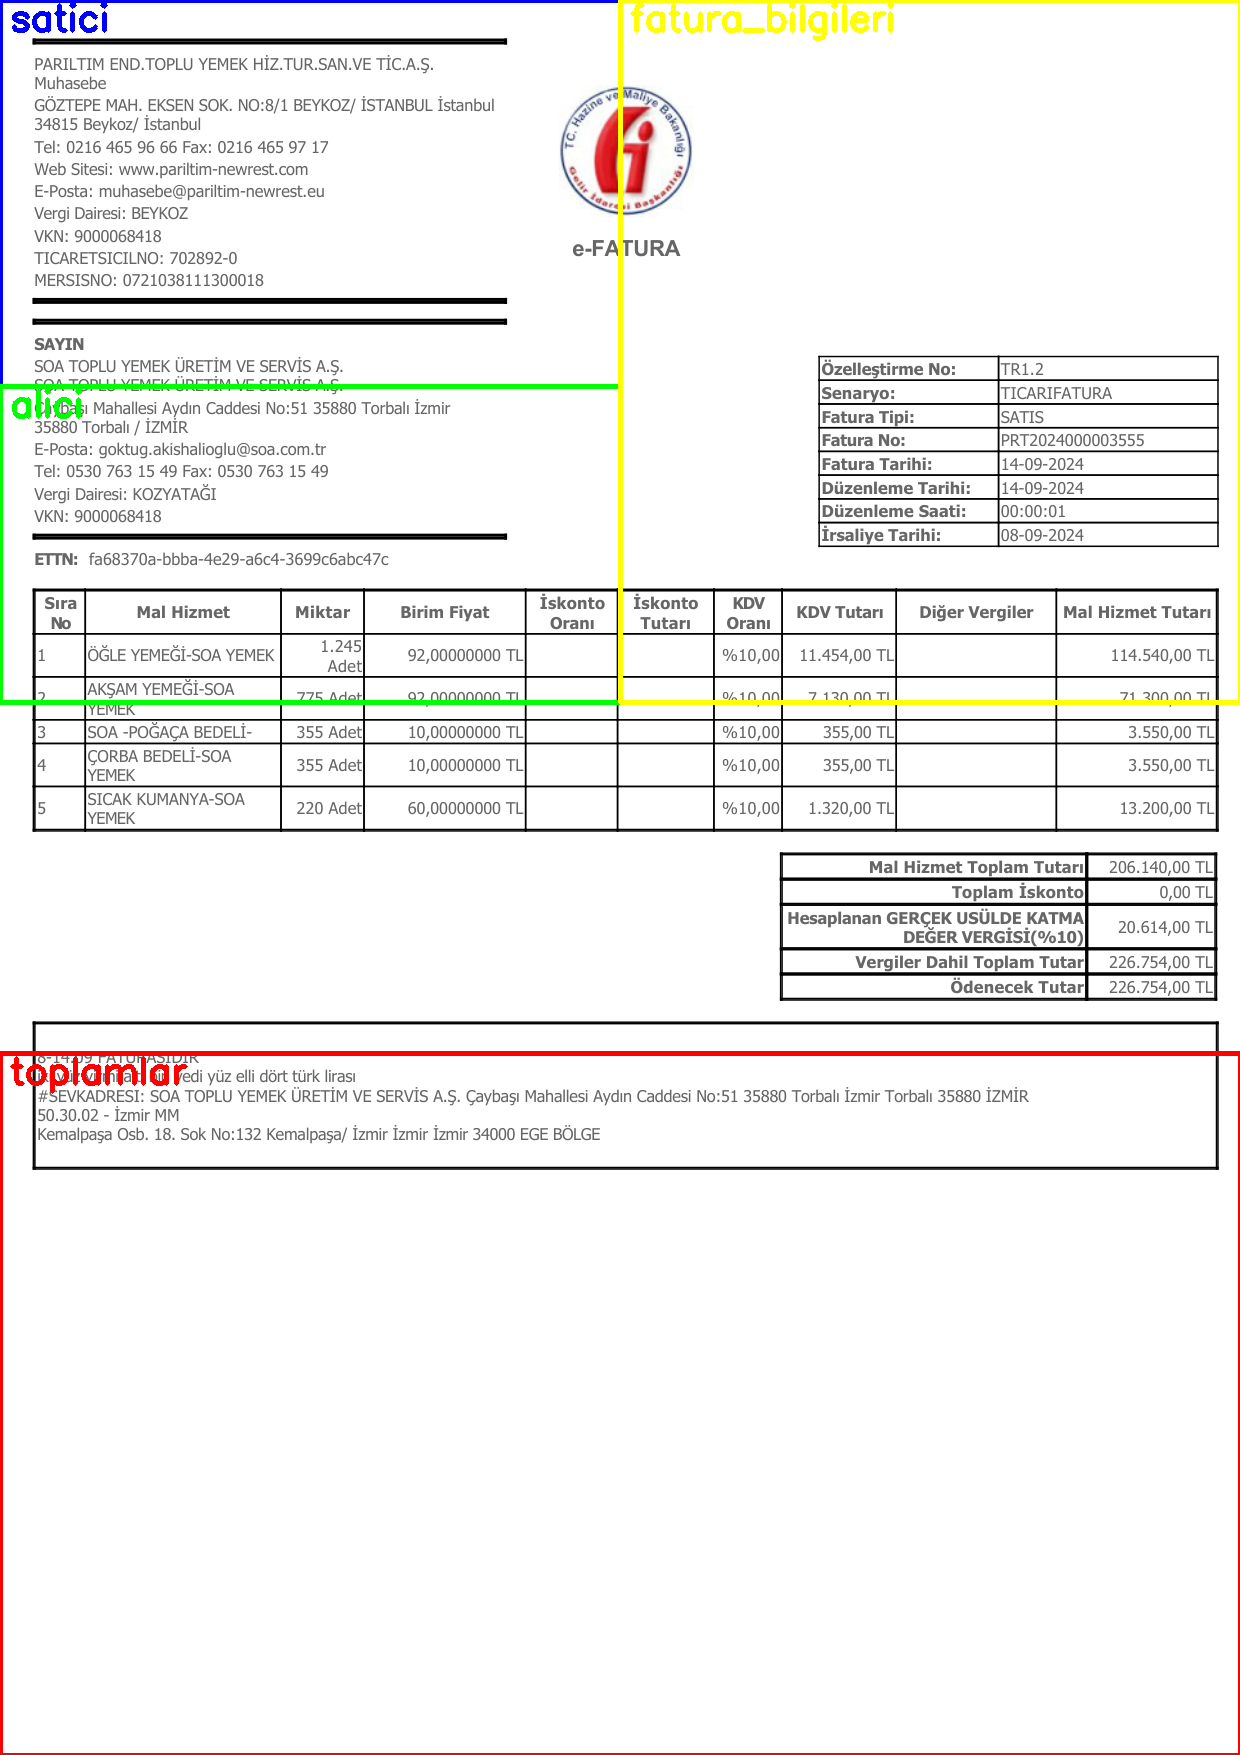 satici
fatura_bilgileri
PARILTIM END.TOPLU YEMEK HİZ.TUR.SAN.VE TİC.A.Ş.
Muhasebe
GÖZTEPE MAH. EKSEN SOK. NO:8/1 BEYKOZ/ İSTANBUL İstanbul
34815 Beykoz/ İstanbul
Tel: 0216 465 96 66 Fax: 0216 465 97 17
Web Sitesi: www.pariltim-newrest.com
E-Posta: muhasebe@pariltim-newrest.eu
Vergi Dairesi: BEYKOZ
VKN: 9000068418
TICARETSICILNO: 702892-0
MERSISNO: 0721038111300018
T.C. Hazine ve Maliye Bakanlığı
Gelir İdaresi Başkanlığı
e-FATURA
SAYIN
SOA TOPLU YEMEK ÜRETİM VE SERVİS A.Ş.
SOA TOPLU YEMEK ÜRETİM VE SERVİS A.Ş.
alici
Çaybaşı Mahallesi Aydın Caddesi No:51 35880 Torbalı İzmir
35880 Torbalı / İZMİR
E-Posta: goktug.akishalioglu@soa.com.tr
Tel: 0530 763 15 49 Fax: 0530 763 15 49
Vergi Dairesi: KOZYATAĞI
VKN: 9000068418
Özelleştirme No: TR1.2
Senaryo: TICARIFATURA
Fatura Tipi: SATIS
Fatura No: PRT2024000003555
Fatura Tarihi: 14-09-2024
Düzenleme Tarihi: 14-09-2024
Düzenleme Saati: 00:00:01
İrsaliye Tarihi: 08-09-2024
ETTN: fa68370a-bbba-4e29-a6c4-3699c6abc47c
Sıra No Mal Hizmet Miktar Birim Fiyat İskonto Oranı İskonto Tutarı KDV Oranı KDV Tutarı Diğer Vergiler Mal Hizmet Tutarı
1 ÖĞLE YEMEĞİ-SOA YEMEK 1.245 Adet 92,00000000 TL %10,00 11.454,00 TL 114.540,00 TL
2 AKŞAM YEMEĞİ-SOA YEMEK 775 Adet 92,00000000 TL %10,00 7.130,00 TL 71.300,00 TL
3 SOA -POĞAÇA BEDELİ- 355 Adet 10,00000000 TL %10,00 355,00 TL 3.550,00 TL
4 ÇORBA BEDELİ-SOA YEMEK 355 Adet 10,00000000 TL %10,00 355,00 TL 3.550,00 TL
5 SICAK KUMANYA-SOA YEMEK 220 Adet 60,00000000 TL %10,00 1.320,00 TL 13.200,00 TL
Mal Hizmet Toplam Tutarı 206.140,00 TL
Toplam İskonto 0,00 TL
Hesaplanan GERÇEK USÜLDE KATMA DEĞER VERGİSİ(%10) 20.614,00 TL
Vergiler Dahil Toplam Tutar 226.754,00 TL
Ödenecek Tutar 226.754,00 TL
8-14.09 FATURASIDIR
toplamlar
yedi yüz elli dört türk lirası
#SEVKADRESI: SOA TOPLU YEMEK ÜRETİM VE SERVİS A.Ş. Çaybaşı Mahallesi Aydın Caddesi No:51 35880 Torbalı İzmir Torbalı 35880 İZMİR
50.30.02 - İzmir MM
Kemalpaşa Osb. 18. Sok No:132 Kemalpaşa/ İzmir İzmir İzmir 34000 EGE BÖLGE